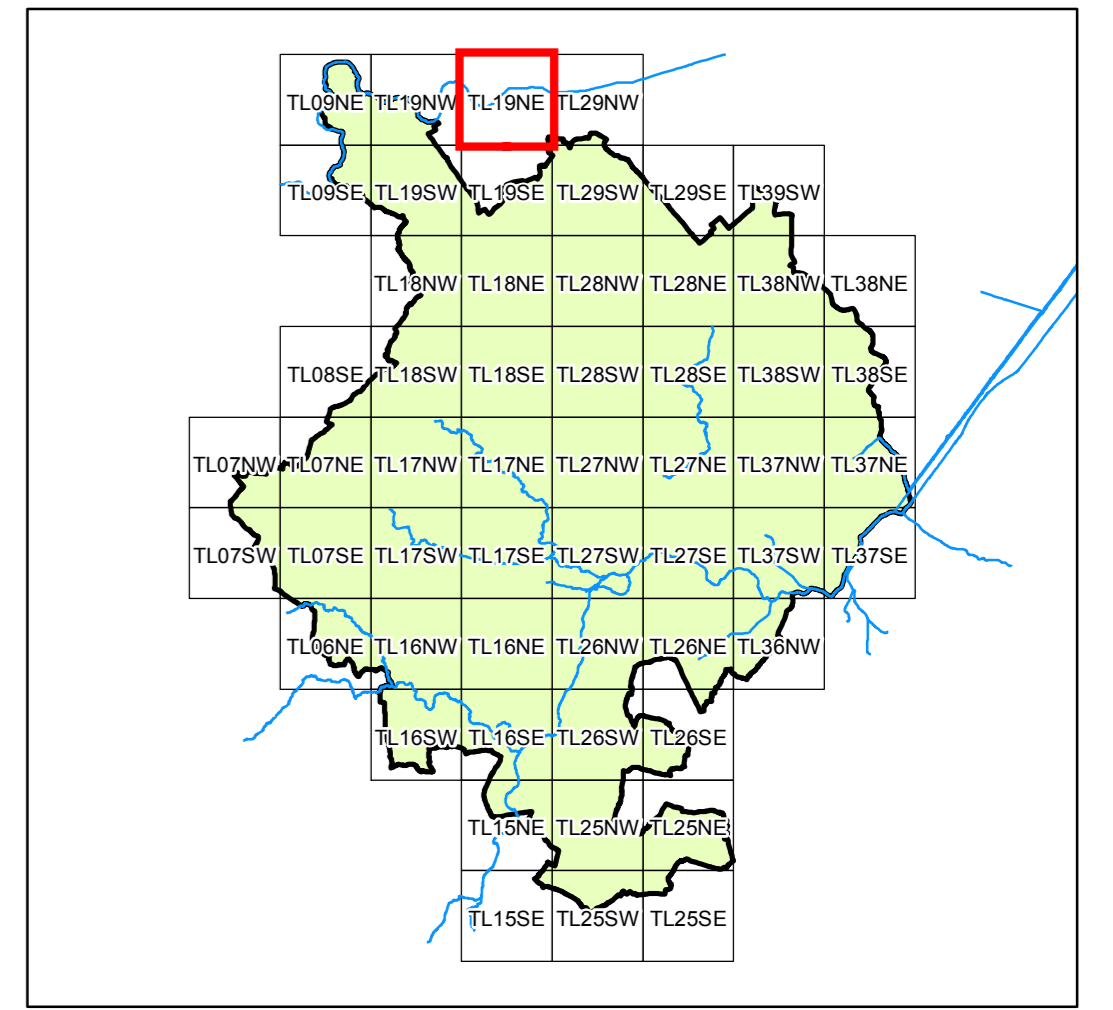 TL09NE TL19NW TL19NE TL29NW
TL09SE TL19SW TL19SE TL29SW TL29SE TL39SW
TL18NW TL18NE TL28NW TL28NE TL38NW TL38NE
TL08SE TL18SW TL18SE TL28SW TL28SE TL38SW TL38SE
TL07NW TL07NE TL17NW TL17NE TL27NW TL27NE TL37NW TL37NE
TL07SW TL07SE TL17SW TL17SE TL27SW TL27SE TL37SW TL37SE
TL06NE TL16NW TL16NE TL26NW TL26NE TL36NW
TL16SW TL16SE TL26SW TL26SE
TL15NE TL25NW TL25NE
TL15SE TL25SW TL25SE